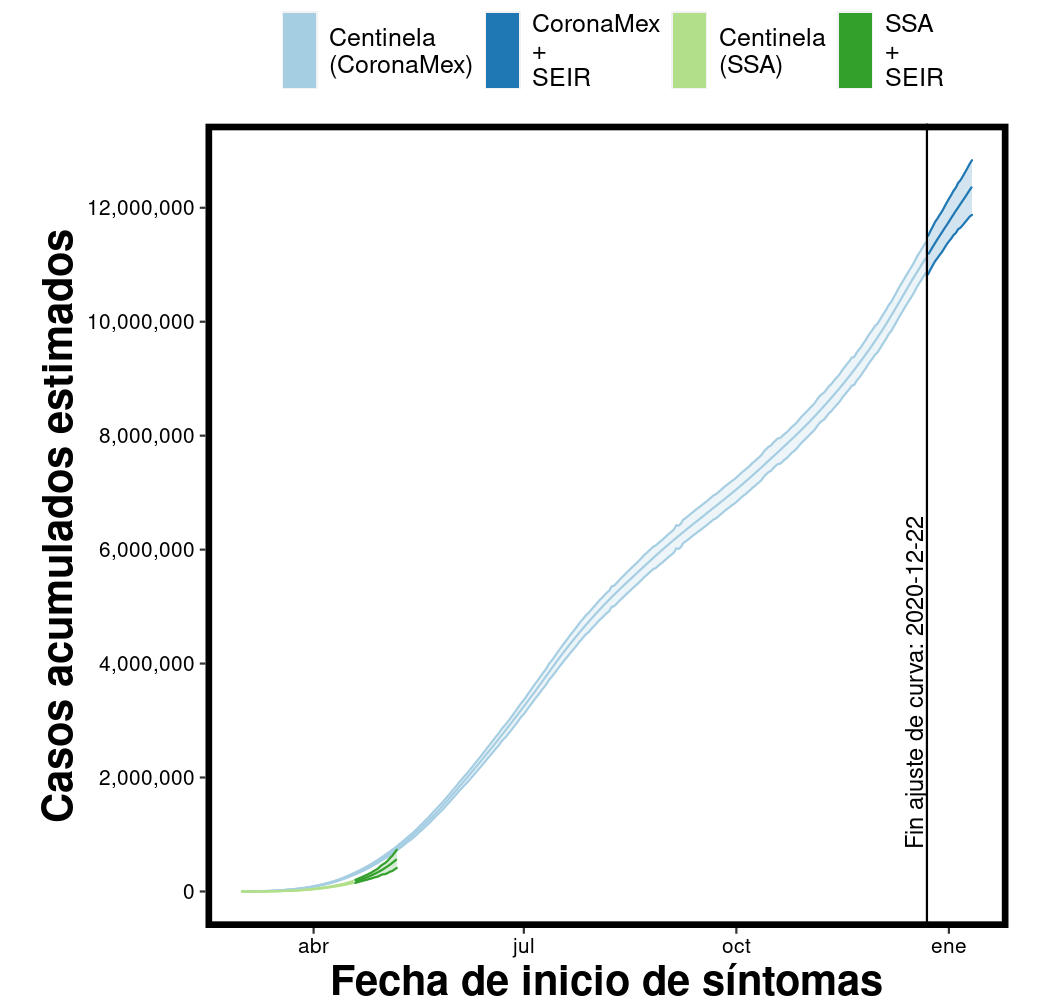 Centinela
(CoronaMex)
CoronaMex
+
SEIR
Centinela
(SSA)
SSA
+
SEIR
Casos acumulados estimados
12,000,000
10,000,000
8,000,000
6,000,000
4,000,000
2,000,000
0
Fin ajuste de curva: 2020-12-22
abr
jul
oct
ene
Fecha de inicio de síntomas